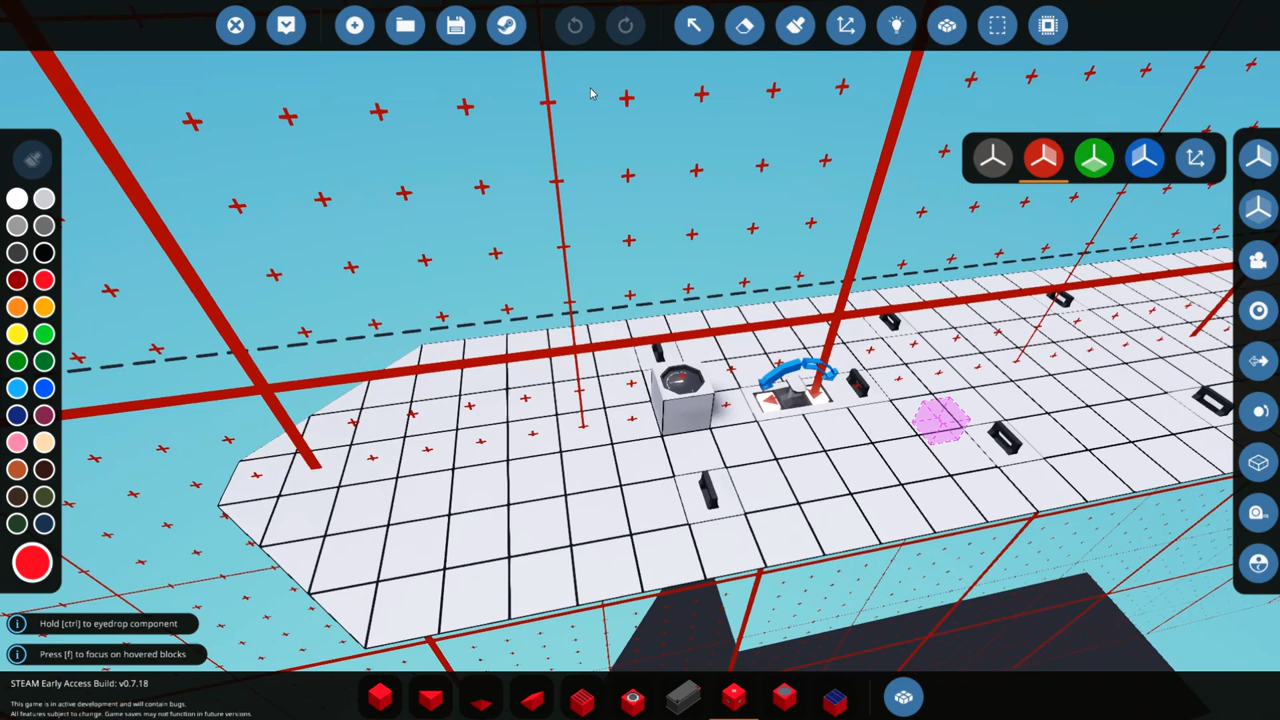 Hold [ctrl] to eyedrop component
Press [f] to focus on hovered blocks
STEAM Early Access Build: v0.7.18
This game is in active development and will contain bugs.
All features subject to change. Game saves may not function in future versions.